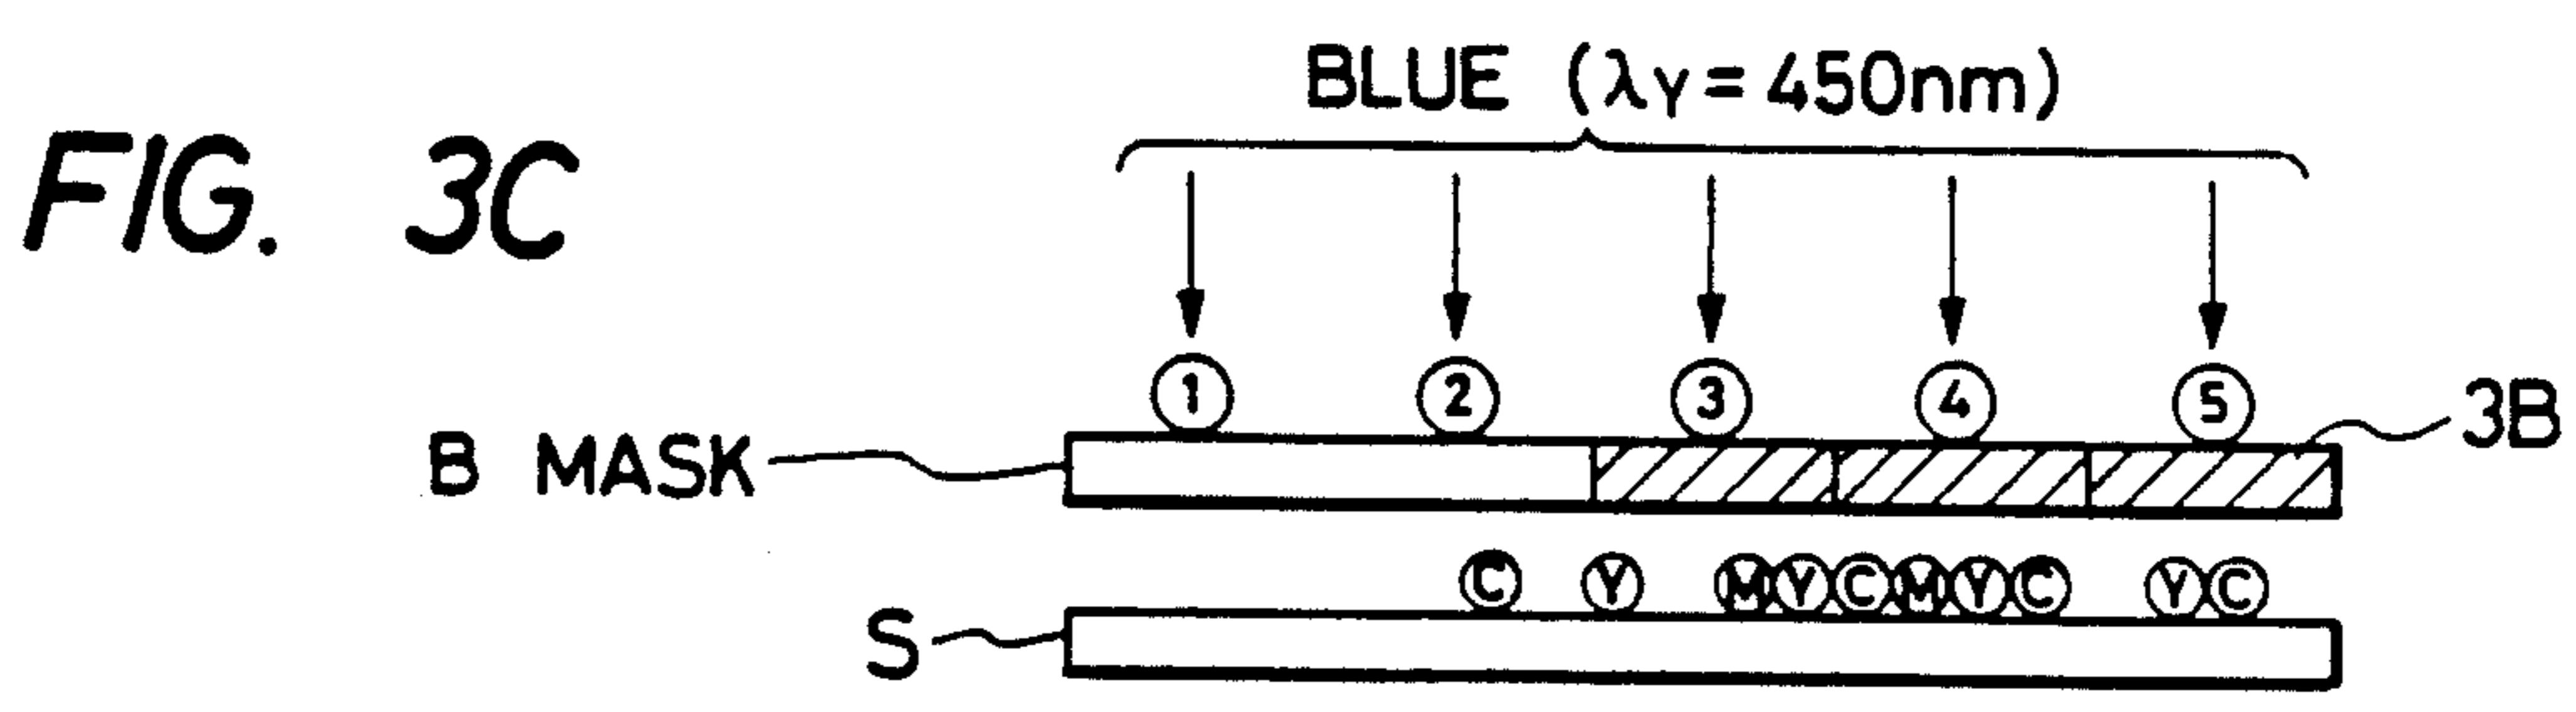 BLUE (λY = 450nm)
FIG. 3C
1 2 3 4 5
3B
B MASK
C Y M Y C M Y C Y C
S